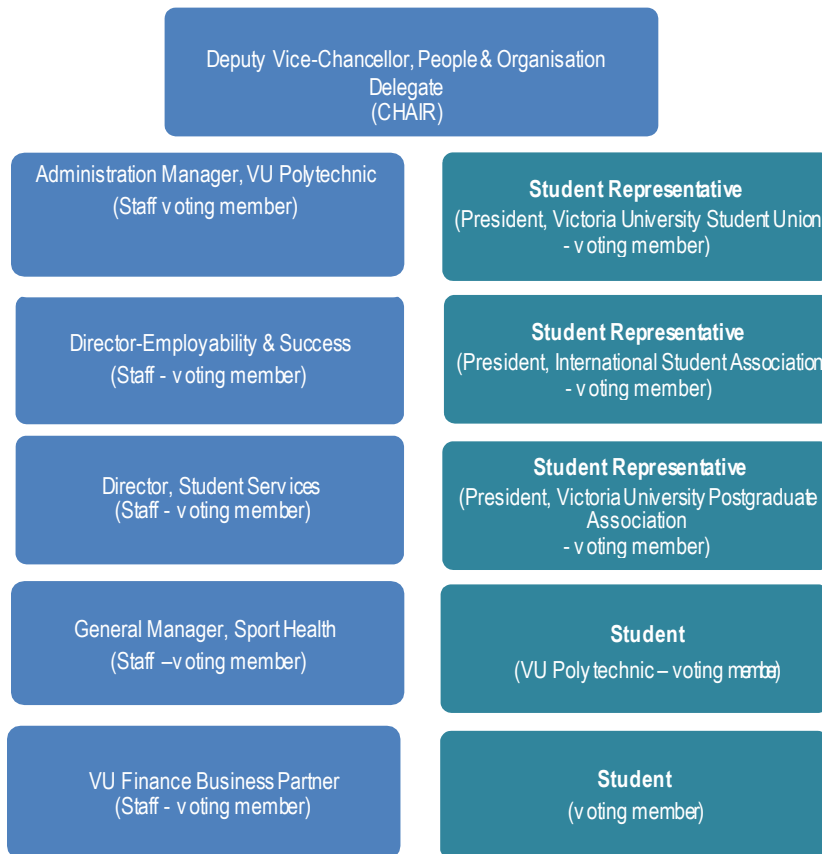 Deputy Vice-Chancellor, People & Organisation
Delegate
(CHAIR)
Administration Manager, VU Polytechnic
(Staff voting member)
Student Representative
(President, Victoria University Student Union
- voting member)
Director-Employability & Success
(Staff - voting member)
Student Representative
(President, International Student Association
- voting member)
Director, Student Services
(Staff - voting member)
Student Representative
(President, Victoria University Postgraduate
Association
- voting member)
General Manager, Sport Health
(Staff –voting member)
Student
(VU Polytechnic – voting member)
VU Finance Business Partner
(Staff - voting member)
Student
(voting member)